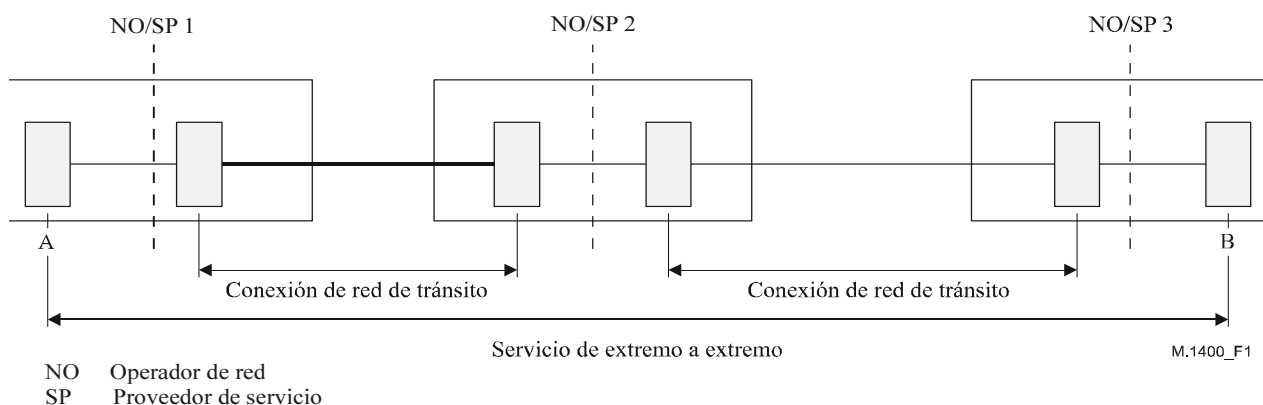 NO/SP 1
NO/SP 2
NO/SP 3
A
B
Conexión de red de tránsito
Conexión de red de tránsito
Servicio de extremo a extremo
M.1400_F1
NO Operador de red
SP Proveedor de servicio